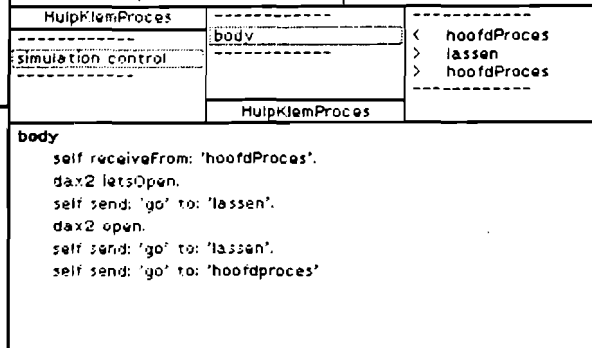 HulpKlemProces
------------
simulation control
------------
------------
body
------------
------------
< hoofdProces
> lassen
> hoofdProces
------------
HulpKlemProces
body
self receiveFrom: 'hoofdProces'.
dax2 ietsOpen.
self send: 'go' to: 'lassen'.
dax2 open.
self send: 'go' to: 'lassen'.
self send: 'go' to: 'hoofdproces'